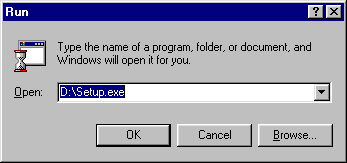 Run
Type the name of a program, folder, or document, and
Windows will open it for you.
Open: D:\Setup.exe
OK Cancel Browse...